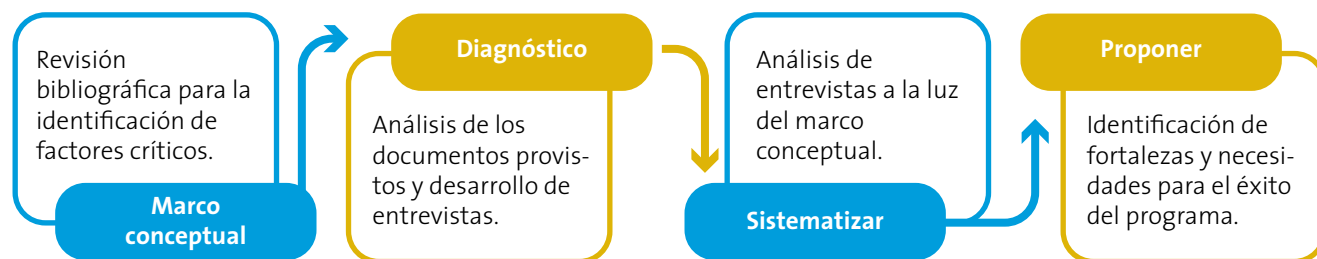 Revisión
bibliográfica para la
identificación de
factores críticos.
Marco
conceptual
Diagnóstico
Análisis de los
documentos provis-
tos y desarrollo de
entrevistas.
Análisis de
entrevistas a la luz
del marco
conceptual.
Sistematizar
Proponer
Identificación de
fortalezas y necesi-
dades para el éxito
del programa.